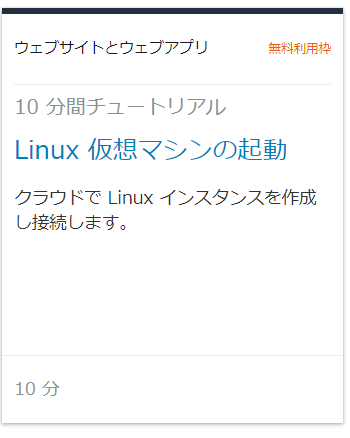 ウェブサイトとウェブアプリ 無料利用枠
10 分間チュートリアル
Linux 仮想マシンの起動
クラウドで Linux インスタンスを作成
し接続します。
10 分